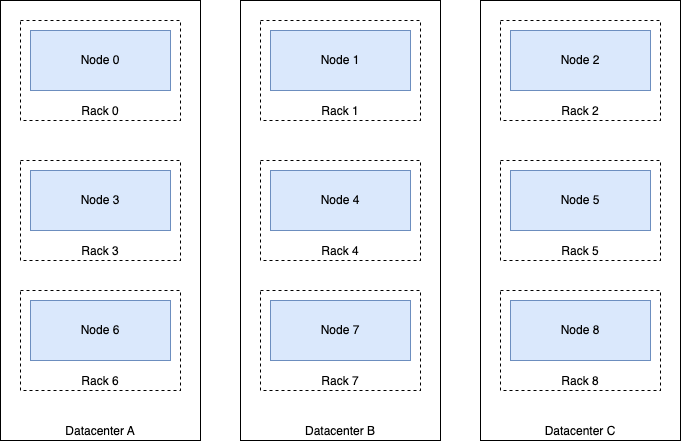 Node 0
Rack 0
Node 3
Rack 3
Node 6
Rack 6
Datacenter A
Node 1
Rack 1
Node 4
Rack 4
Node 7
Rack 7
Datacenter B
Node 2
Rack 2
Node 5
Rack 5
Node 8
Rack 8
Datacenter C